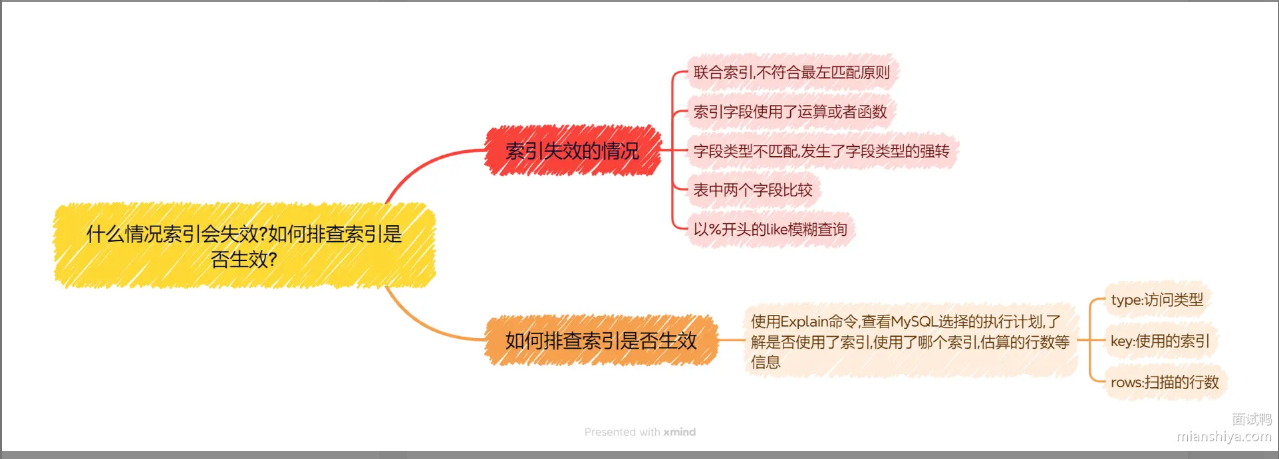 什么情况索引会失效?如何排查索引是
否生效?
索引失效的情况
联合索引,不符合最左匹配原则
索引字段使用了运算或者函数
字段类型不匹配,发生了字段类型的强转
表中两个字段比较
以%开头的like模糊查询
如何排查索引是否生效
使用Explain命令,查看MySQL选择的执行计划,了
解是否使用了索引,使用了哪个索引,估算的行数等
信息
type:访问类型
key:使用的索引
rows:扫描的行数
Presented with xmind
面试鸭
mianshiya.com